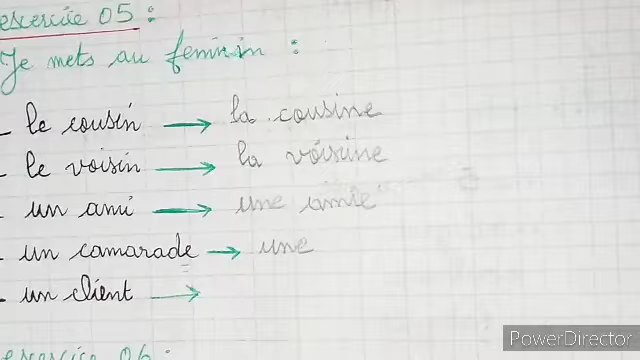 exercice 05 :
Je mets au feminin :
- le cousin → la cousine
- le voisin → la voisine
- un ami → une amie
- un camarade → une
- un client →
exercice 06 :
PowerDirector